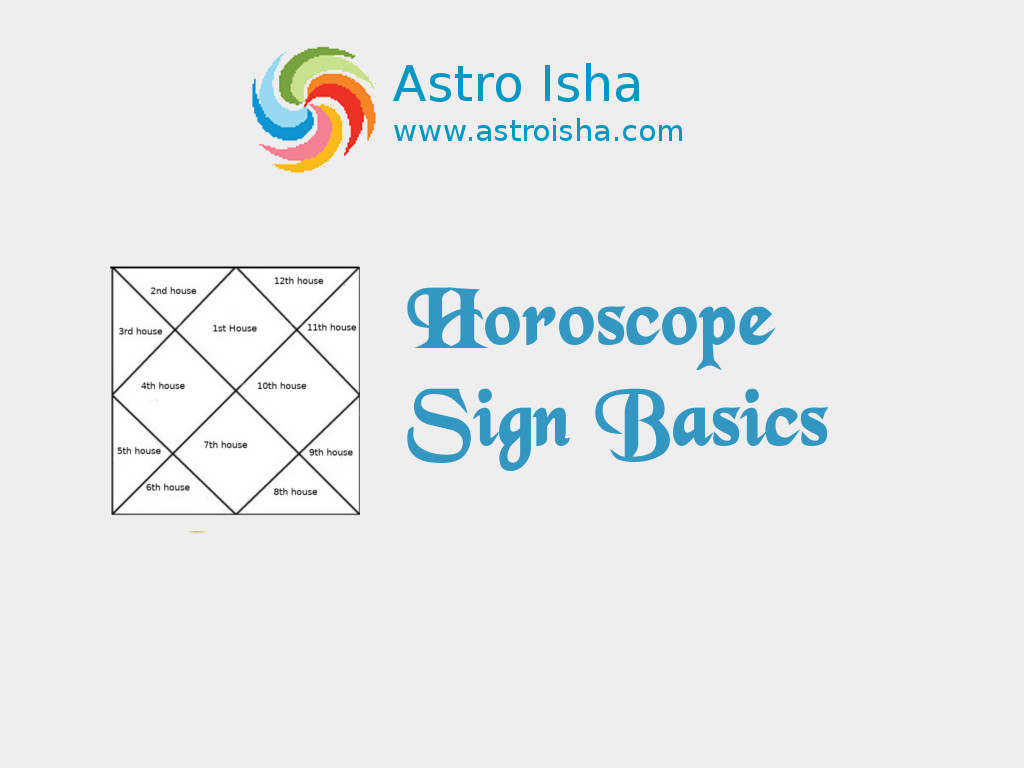 Astro Isha
www.astroisha.com
2nd house
12th house
3rd house
1st House
11th house
4th house
10th house
5th house
7th house
9th house
6th house
8th house
Horoscope
Sign Basics